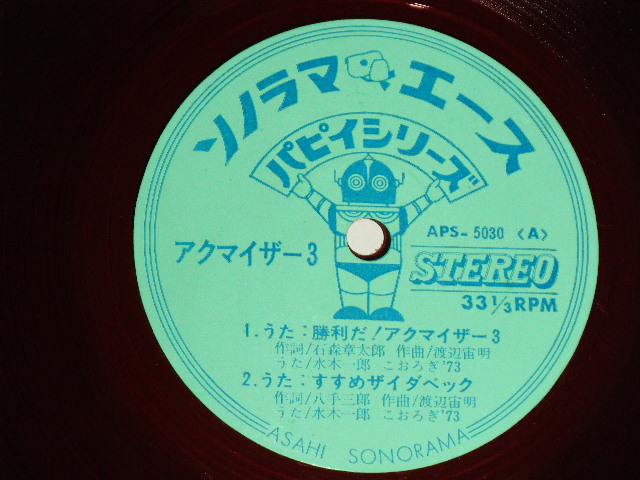 ソノラマエース
パピイシリーズ
アクマイザー3
APS-5030 〈A〉
STEREO
33 1/3 RPM
1.うた:勝利だ!アクマイザー3
作詞/石森章太郎 作曲/渡辺宙明
うた/水木一郎 こおろぎ'73
2.うた:すすめザイダベック
作詞/八手三郎 作曲/渡辺宙明
うた/水木一郎 こおろぎ'73
ASAHI SONORAMA